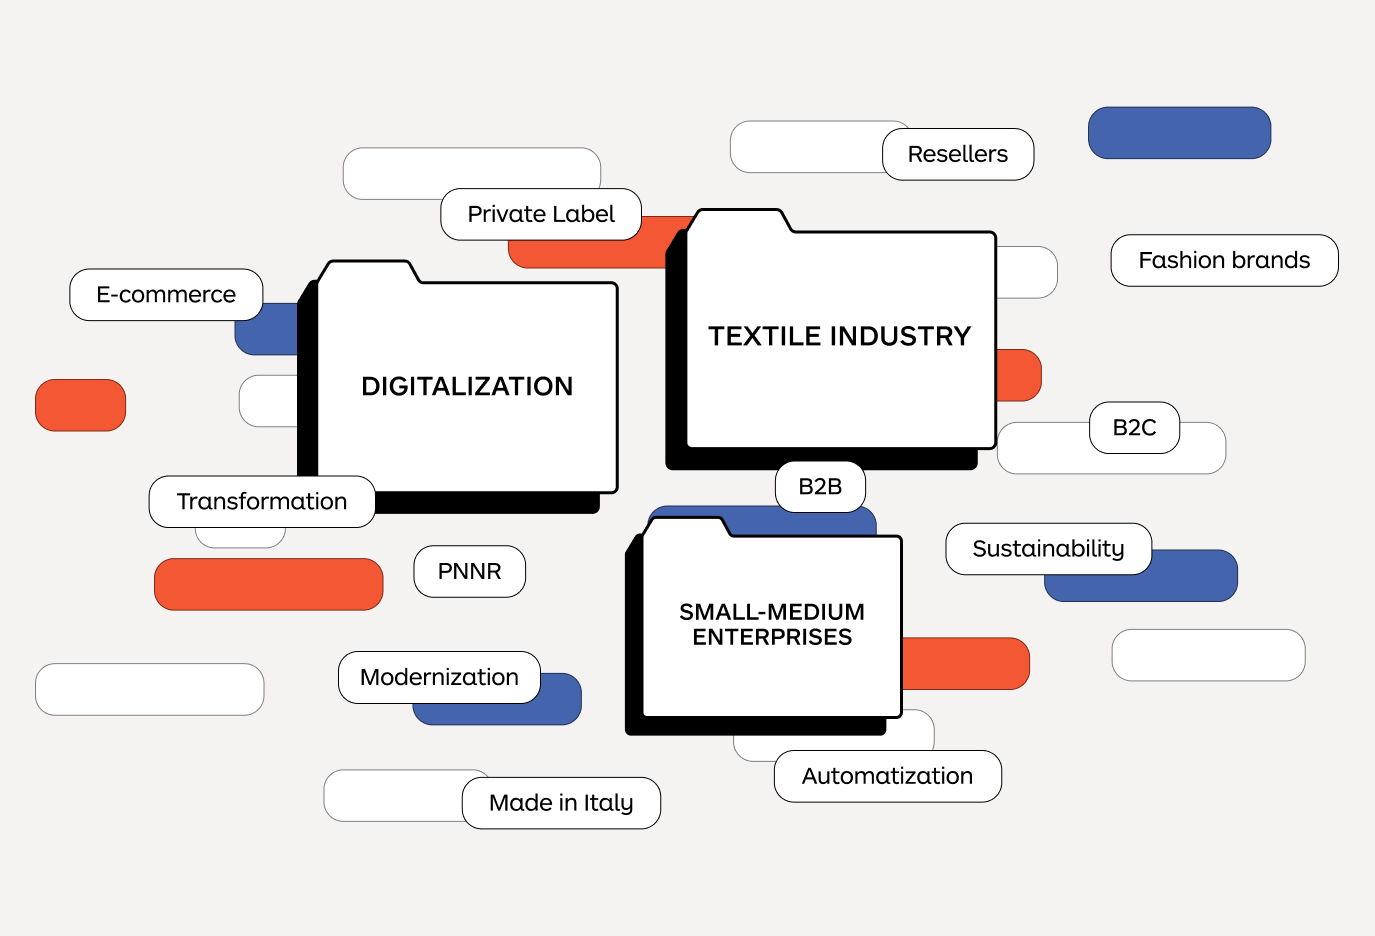 Resellers
Private Label
Fashion brands
E-commerce
TEXTILE INDUSTRY
DIGITALIZATION
B2C
B2B
Transformation
Sustainability
PNNR
SMALL-MEDIUM
ENTERPRISES
Modernization
Automatization
Made in Italy